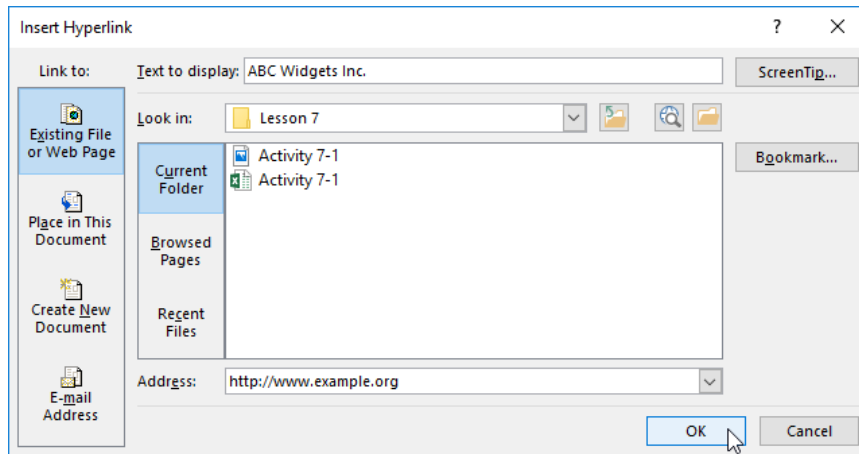 Insert Hyperlink ?
Link to:
Text to display: ABC Widgets Inc.
ScreenTip...
Existing File
or Web Page
Place in This
Document
Create New
Document
E-mail
Address
Look in: Lesson 7
Current
Folder
Browsed
Pages
Recent
Files
Activity 7-1
Activity 7-1
Bookmark...
Address: http://www.example.org
OK
Cancel